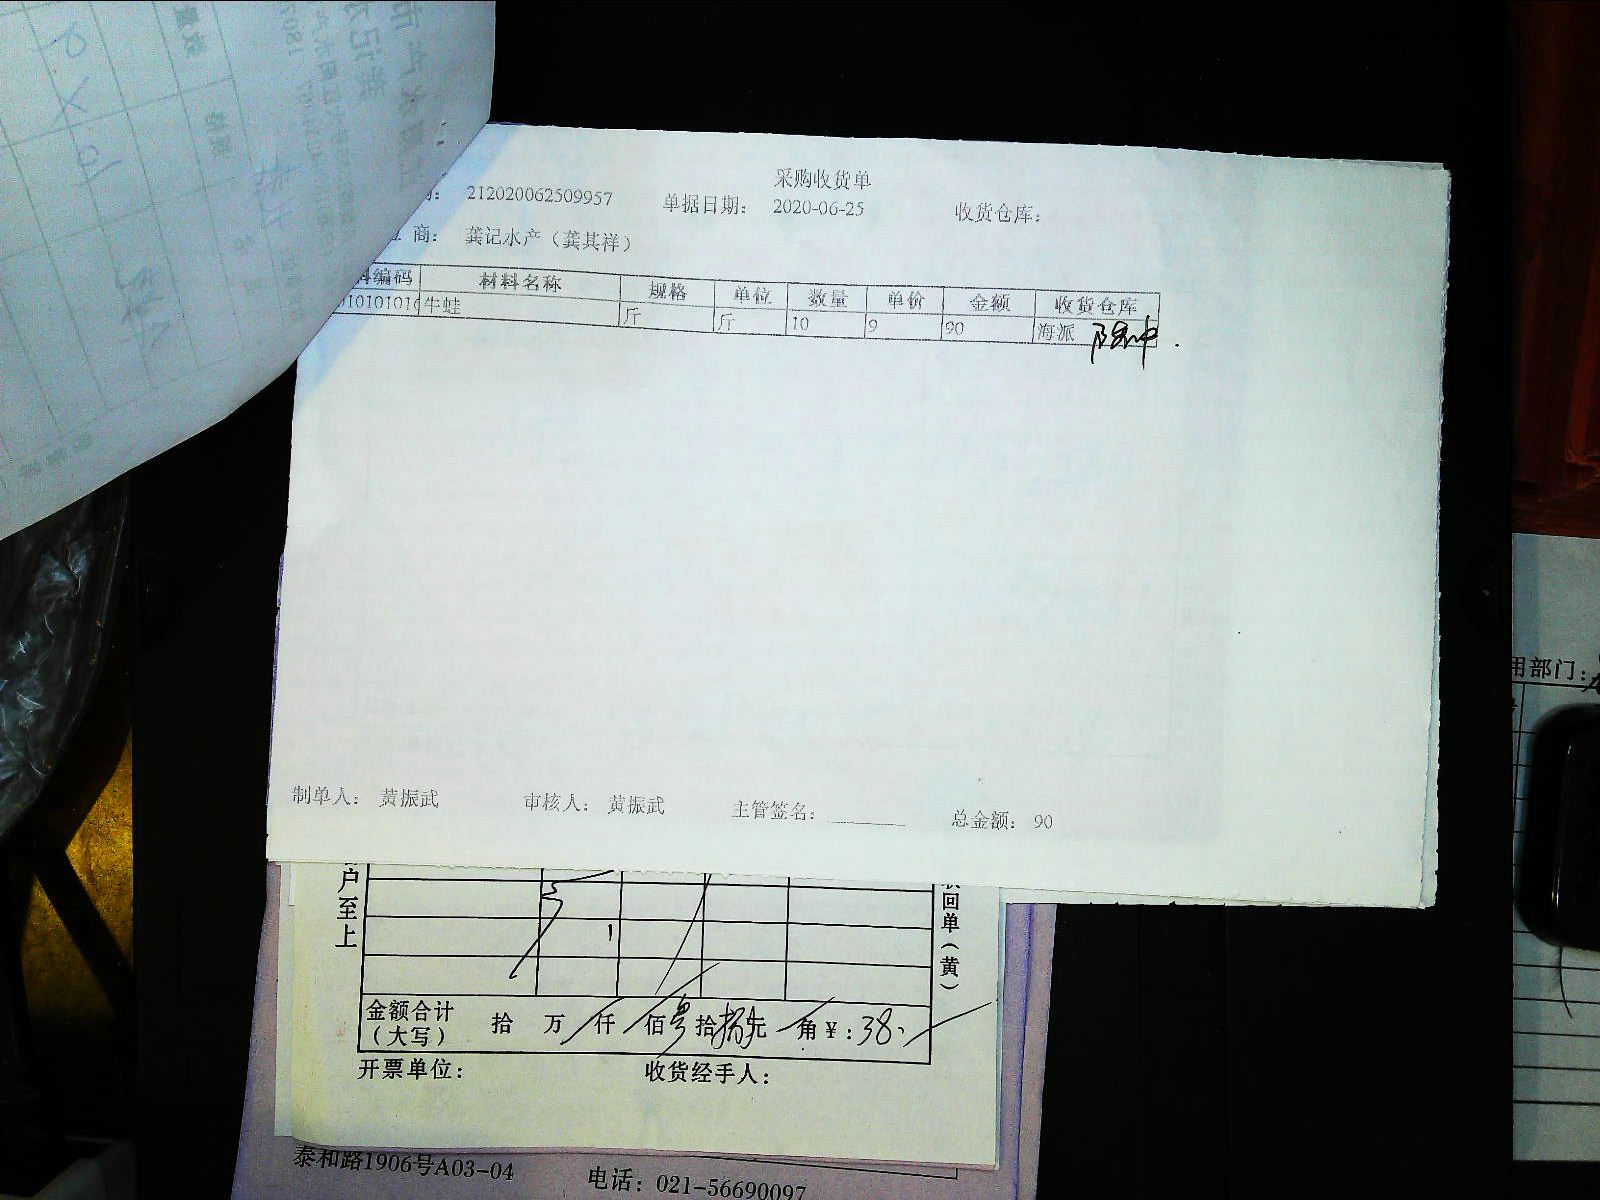 采购收货单
212020062509957 单据日期： 2020-06-25 收货仓库：
商： 龚记水产（龚其祥）
编码 材料名称 规格 单位 数量 单价 金额 收货仓库
牛蛙 斤 斤 10 9 90 海派
制单人： 黄振武 审核人： 黄振武 主管签名： 总金额： 90
户至上
回单（黄）
金额合计（大写） 拾 万 仟 佰 拾 元 角 ￥：38
开票单位： 收货经手人：
泰和路1906号A03-04 电话：021-56690097
用部门：